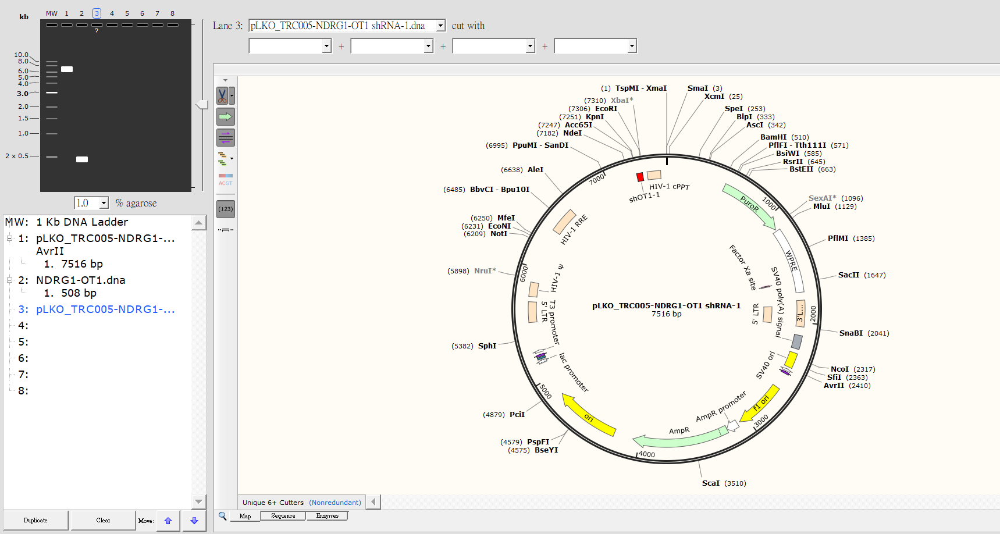 kb
MW 1 2 3 4 5 6 7 8
?
10.0
8.0
6.0
5.0
4.0
3.0
2.0
1.5
1.0
2 x 0.5
1.0 % agarose
MW: 1 Kb DNA Ladder
1: pLKO_TRC005-NDRG1-...
AvrII
1. 7516 bp
2: NDRG1-OT1.dna
1. 508 bp
3: pLKO_TRC005-NDRG1-...
4:
5:
6:
7:
8:
Duplicate Clear Move:
Lane 3: pLKO_TRC005-NDRG1-OT1 shRNA-1.dna cut with
+ + +
ACGT
(123)
(1) TspMI - XmaI
SmaI (3)
XcmI (25)
SpeI (253)
BlpI (333)
AscI (342)
BamHI (510)
PflFI - Tth111I (571)
BsiWI (585)
RsrII (645)
BstEII (663)
SexAI* (1096)
MluI (1129)
PflMI (1385)
SacII (1647)
SnaBI (2041)
NcoI (2317)
SfiI (2363)
AvrII (2410)
ScaI (3510)
(4575) BseYI
(4579) PspFI
(4879) PciI
(5382) SphI
(5898) NruI*
(6209) NotI
(6231) EcoNI
(6250) MfeI
(6485) BbvCI - Bpu10I
(6638) AleI
(6995) PpuMI - SanDI
(7182) NdeI
(7247) Acc65I
(7251) KpnI
(7306) EcoRI
(7310) XbaI*
1000
2000
3000
4000
5000
6000
7000
shOT1-1
HIV-1 cPPT
PuroR
WPRE
Factor Xa site
SV40 poly(A) signal
5' LTR
3'L...
SV40 ori
f1 ori
AmpR promoter
AmpR
ori
lac promoter
T3 promoter
5' LTR
HIV-1 ψ
HIV-1 RRE
pLKO_TRC005-NDRG1-OT1 shRNA-1
7516 bp
Unique 6+ Cutters (Nonredundant)
Map Sequence Enzymes